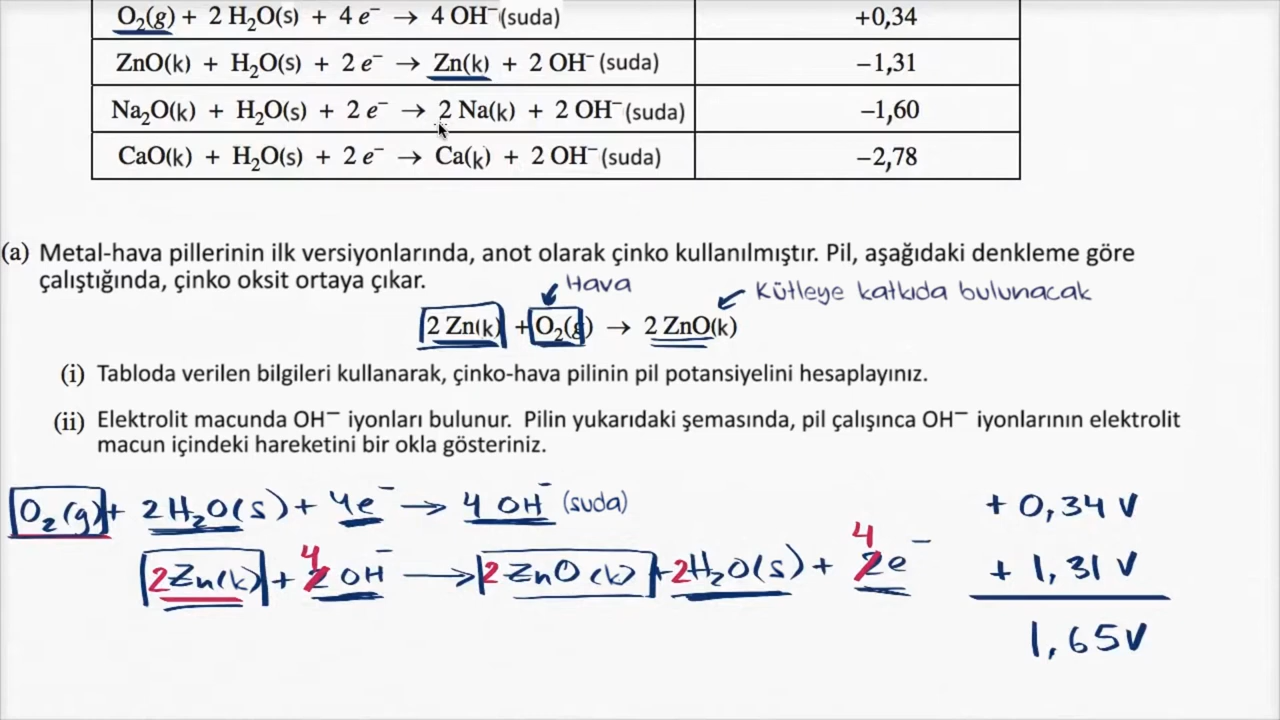 O₂(g) + 2 H₂O(s) + 4 e⁻ → 4 OH⁻ (suda) +0,34
ZnO(k) + H₂O(s) + 2 e⁻ → Zn(k) + 2 OH⁻ (suda) −1,31
Na₂O(k) + H₂O(s) + 2 e⁻ → 2 Na(k) + 2 OH⁻ (suda) −1,60
CaO(k) + H₂O(s) + 2 e⁻ → Ca(k) + 2 OH⁻ (suda) −2,78
(a) Metal-hava pillerinin ilk versiyonlarında, anot olarak çinko kullanılmıştır. Pil, aşağıdaki denkleme göre
çalıştığında, çinko oksit ortaya çıkar.
Hava
Kütleye katkıda bulunacak
2 Zn(k) + O₂(g) → 2 ZnO(k)
(i) Tabloda verilen bilgileri kullanarak, çinko-hava pilinin pil potansiyelini hesaplayınız.
(ii) Elektrolit macunda OH⁻ iyonları bulunur. Pilin yukarıdaki şemasında, pil çalışınca OH⁻ iyonlarının elektrolit
macun içindeki hareketini bir okla gösteriniz.
O₂(g) + 2H₂O(s) + 4e⁻ → 4 OH⁻ (suda) + 0,34 V
4 4
2Zn(k) + 2 OH⁻ → 2 ZnO(k) + 2H₂O(s) + 2e⁻ + 1,31 V
1,65V